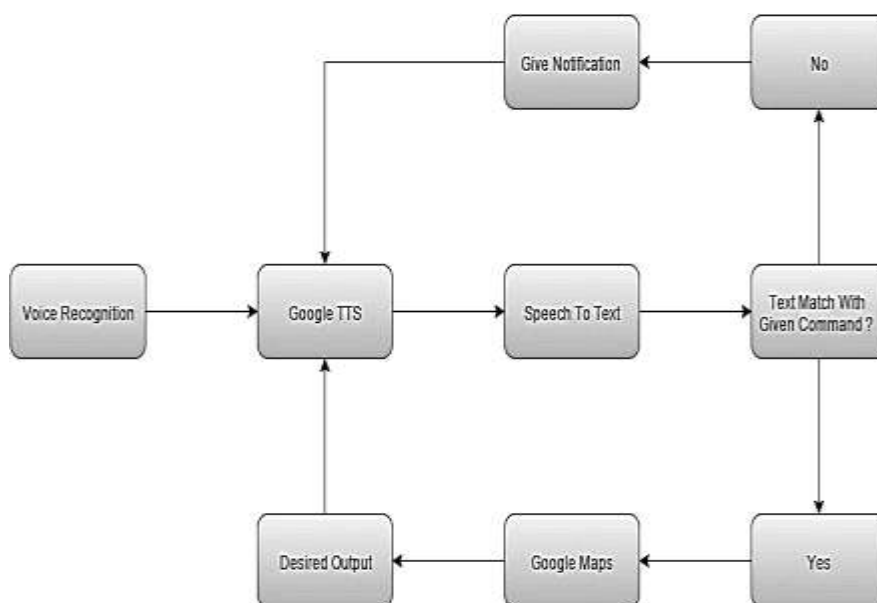 Give Notification
No
Voice Recognition
Google TTS
Speech To Text
Text Match With
Given Command ?
Desired Output
Google Maps
Yes